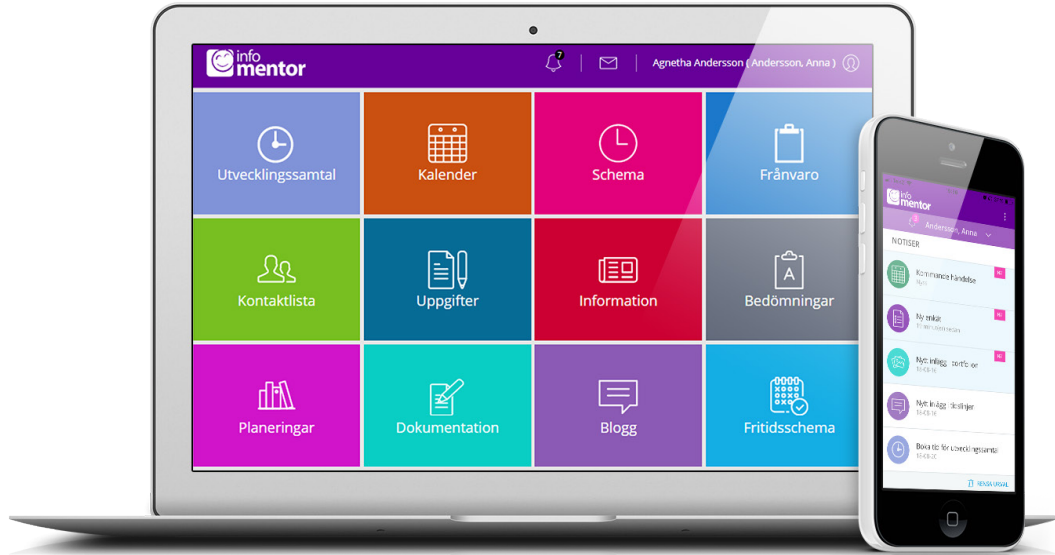 info
mentor
7
Agnetha Andersson ( Andersson, Anna )
Utvecklingssamtal
Kalender
Schema
Frånvaro
Kontaktlista
Uppgifter
Information
A
Bedömningar
Planeringar
Dokumentation
Blogg
Fritidsschema
info
mentor
Andersson, Anna
NOTISER
Kommande händelse
Ny enkät
Nytt inlägg
Nytt inlägg
Boka tid för utvecklingssamtal